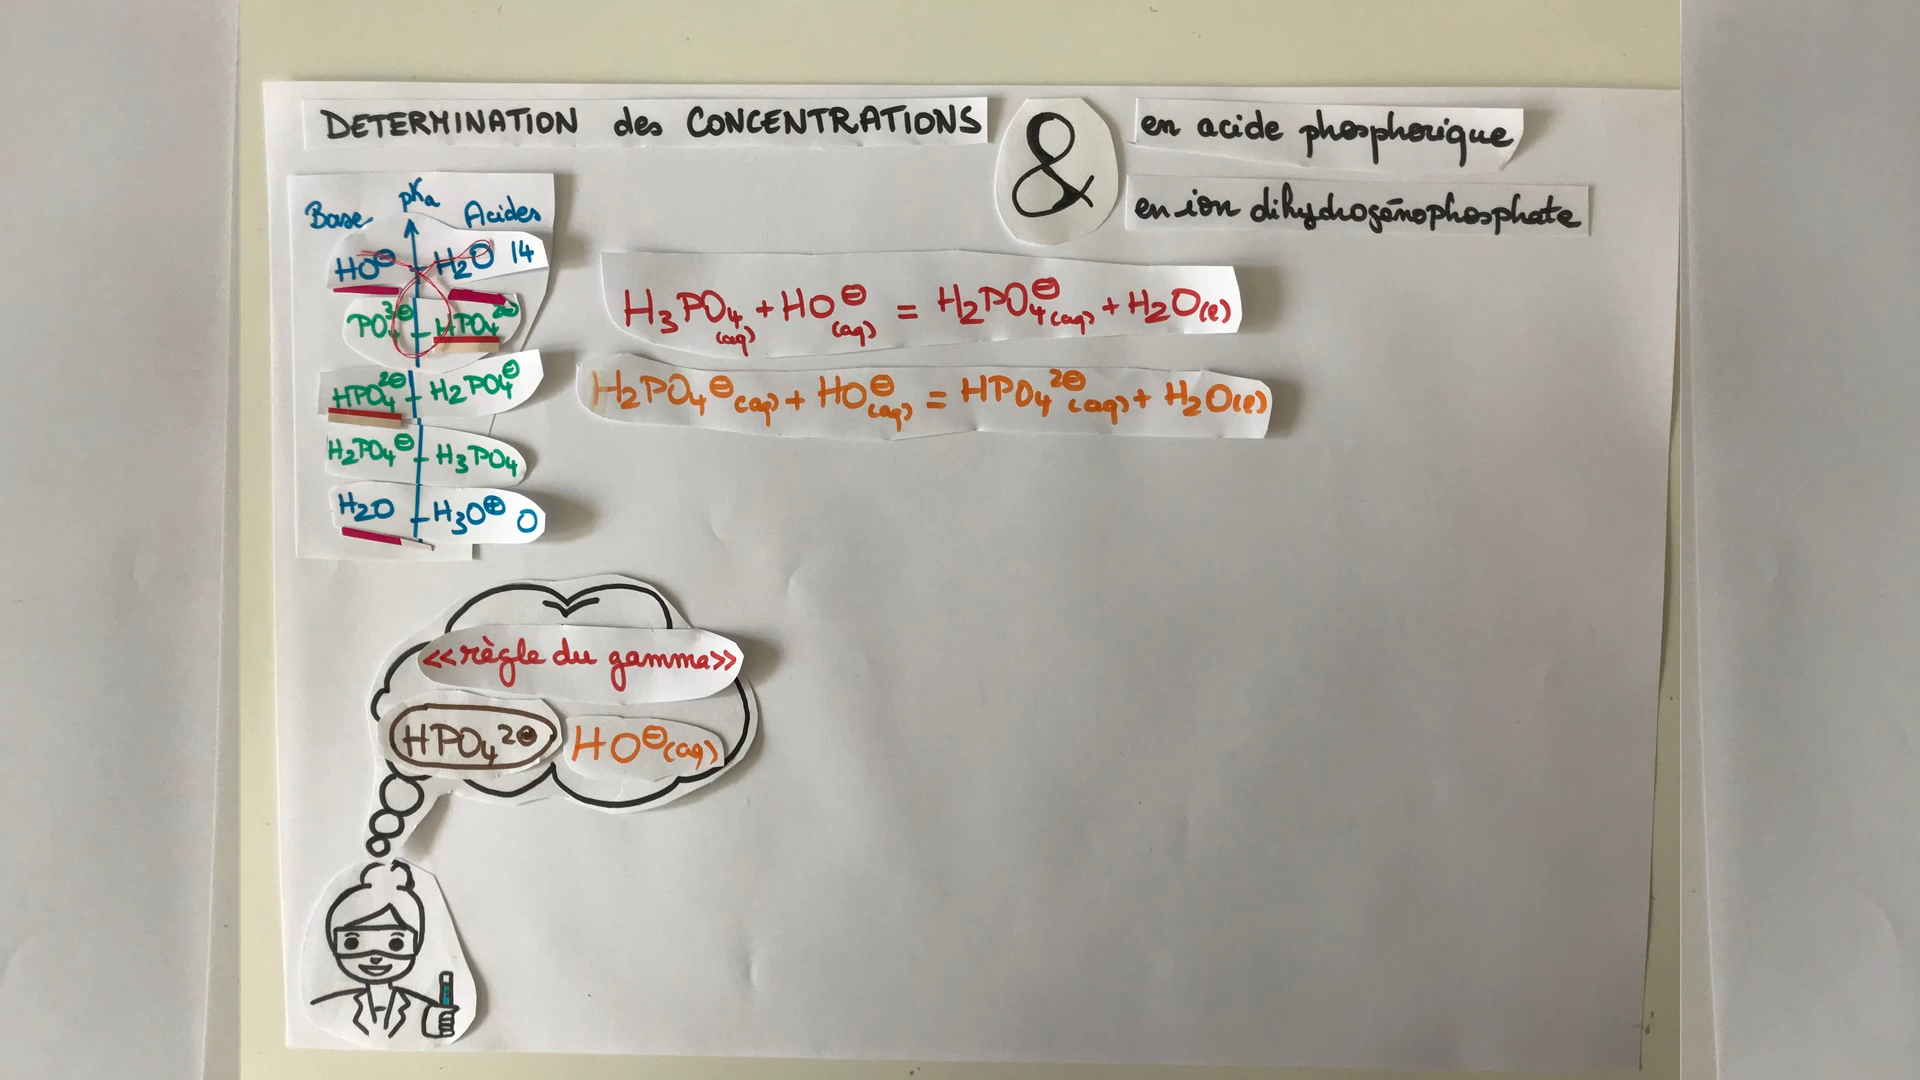 DETERMINATION des CONCENTRATIONS & en acide phosphorique
en ion dihydrogénophosphate
Base pKa Acides
HO⊖ H₂O 14
PO₄³⊖ HPO₄²⊖
HPO₄²⊖ H₂PO₄⊖
H₂PO₄⊖ H₃PO₄
H₂O H₃O⊕ 0
H₃PO₄(aq) + HO⊖(aq) = H₂PO₄⊖(aq) + H₂O(l)
H₂PO₄⊖(aq) + HO⊖(aq) = HPO₄²⊖(aq) + H₂O(l)
<<règle du gamma>>
HPO₄²⊖ HO⊖(aq)